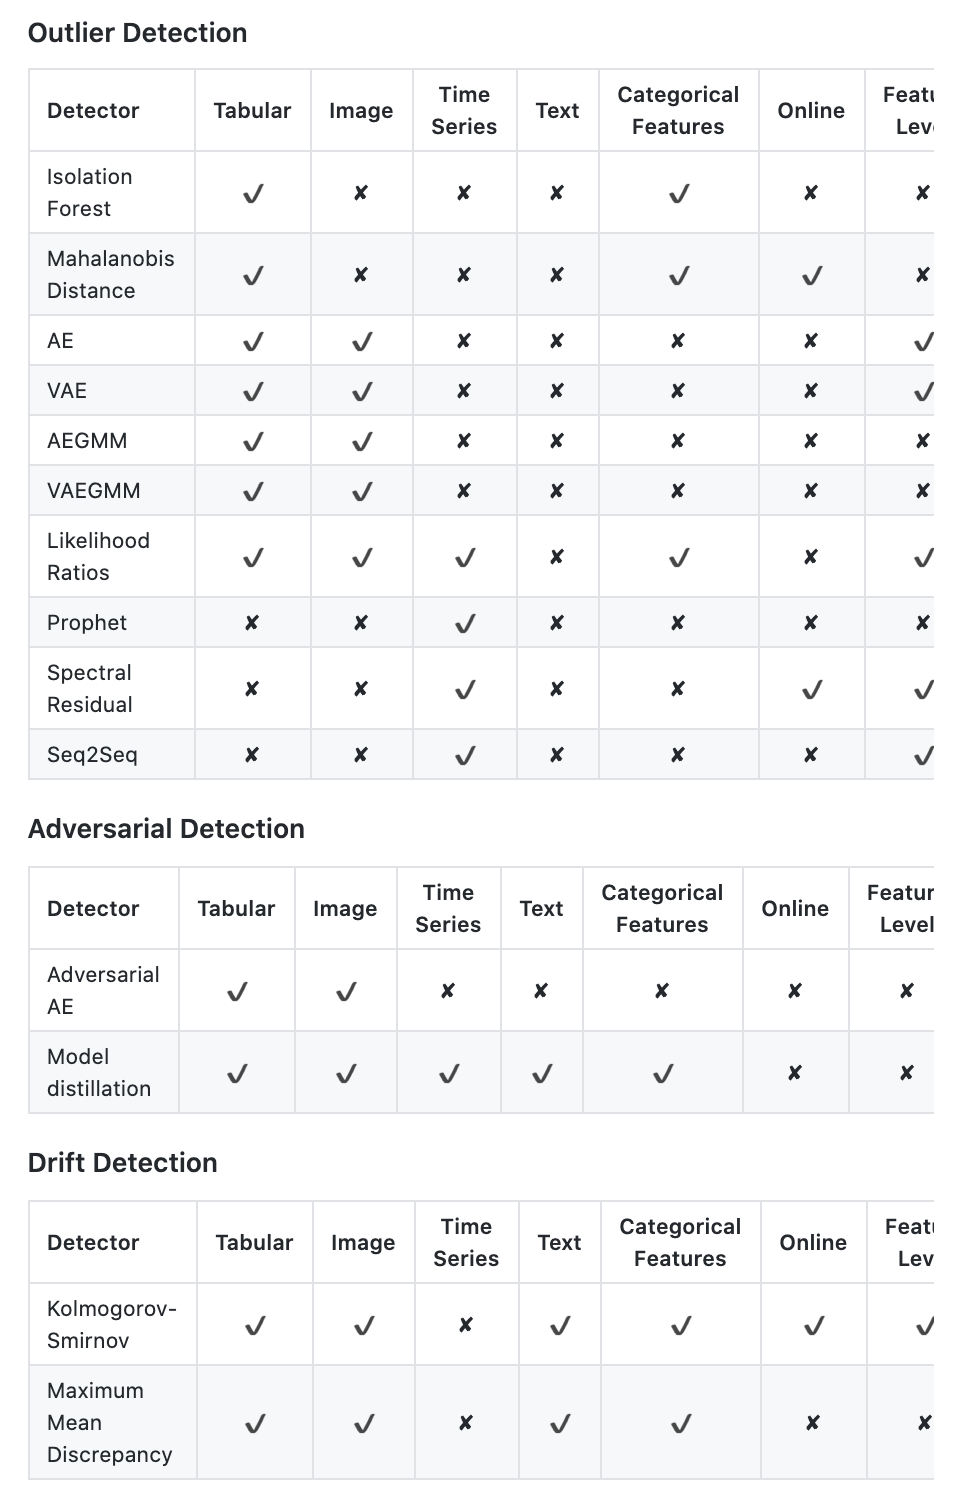 Outlier Detection
Detector Tabular Image Time Series Text Categorical Features Online Featu Lev
Isolation Forest ✔ ✘ ✘ ✘ ✔ ✘ ✘
Mahalanobis Distance ✔ ✘ ✘ ✘ ✔ ✔ ✘
AE ✔ ✔ ✘ ✘ ✘ ✘ ✔
VAE ✔ ✔ ✘ ✘ ✘ ✘ ✔
AEGMM ✔ ✔ ✘ ✘ ✘ ✘ ✘
VAEGMM ✔ ✔ ✘ ✘ ✘ ✘ ✘
Likelihood Ratios ✔ ✔ ✔ ✘ ✔ ✘ ✔
Prophet ✘ ✘ ✔ ✘ ✘ ✘ ✘
Spectral Residual ✘ ✘ ✔ ✘ ✘ ✔ ✔
Seq2Seq ✘ ✘ ✔ ✘ ✘ ✘ ✔
Adversarial Detection
Detector Tabular Image Time Series Text Categorical Features Online Featur Level
Adversarial AE ✔ ✔ ✘ ✘ ✘ ✘ ✘
Model distillation ✔ ✔ ✔ ✔ ✔ ✘ ✘
Drift Detection
Detector Tabular Image Time Series Text Categorical Features Online Featu Lev
Kolmogorov-Smirnov ✔ ✔ ✘ ✔ ✔ ✔ ✔
Maximum Mean Discrepancy ✔ ✔ ✘ ✔ ✔ ✘ ✘